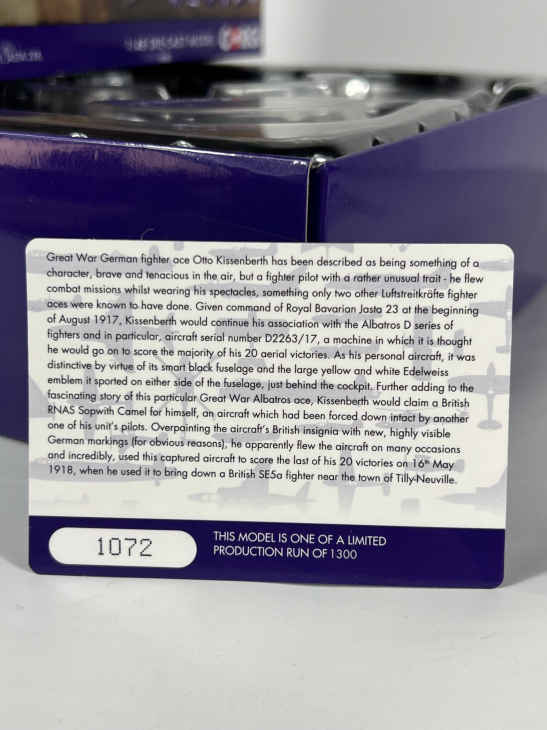 CORGI
Great War German fighter ace Otto Kissenberth has been described as being something of a
character, brave and tenacious in the air, but a fighter pilot with a rather unusual trait - he flew
combat missions whilst wearing his spectacles, something only two other Luftstreitkräfte fighter
aces were known to have done. Given command of Royal Bavarian Jasta 23 at the beginning
of August 1917, Kissenberth would continue his association with the Albatros D series of
fighters and in particular, aircraft serial number D2263/17, a machine in which it is thought
he would go on to score the majority of his 20 aerial victories. As his personal aircraft, it was
distinctive by virtue of its smart black fuselage and the large yellow and white Edelweiss
emblem it sported on either side of the fuselage, just behind the cockpit. Further adding to the
fascinating story of this particular Great War Albatros ace, Kissenberth would claim a British
RNAS Sopwith Camel for himself, an aircraft which had been forced down intact by another
one of his unit's pilots. Overpainting the aircraft's British insignia with new, highly visible
German markings (for obvious reasons), he apparently flew the aircraft on many occasions
and incredibly, used this captured aircraft to score the last of his 20 victories on 16th May
1918, when he used it to bring down a British SE5a fighter near the town of Tilly-Neuville.
1072
THIS MODEL IS ONE OF A LIMITED
PRODUCTION RUN OF 1300